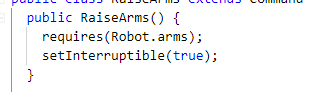 public class RaiseArms extends Command
public RaiseArms() {
requires(Robot.arms);
setInterruptible(true);
}